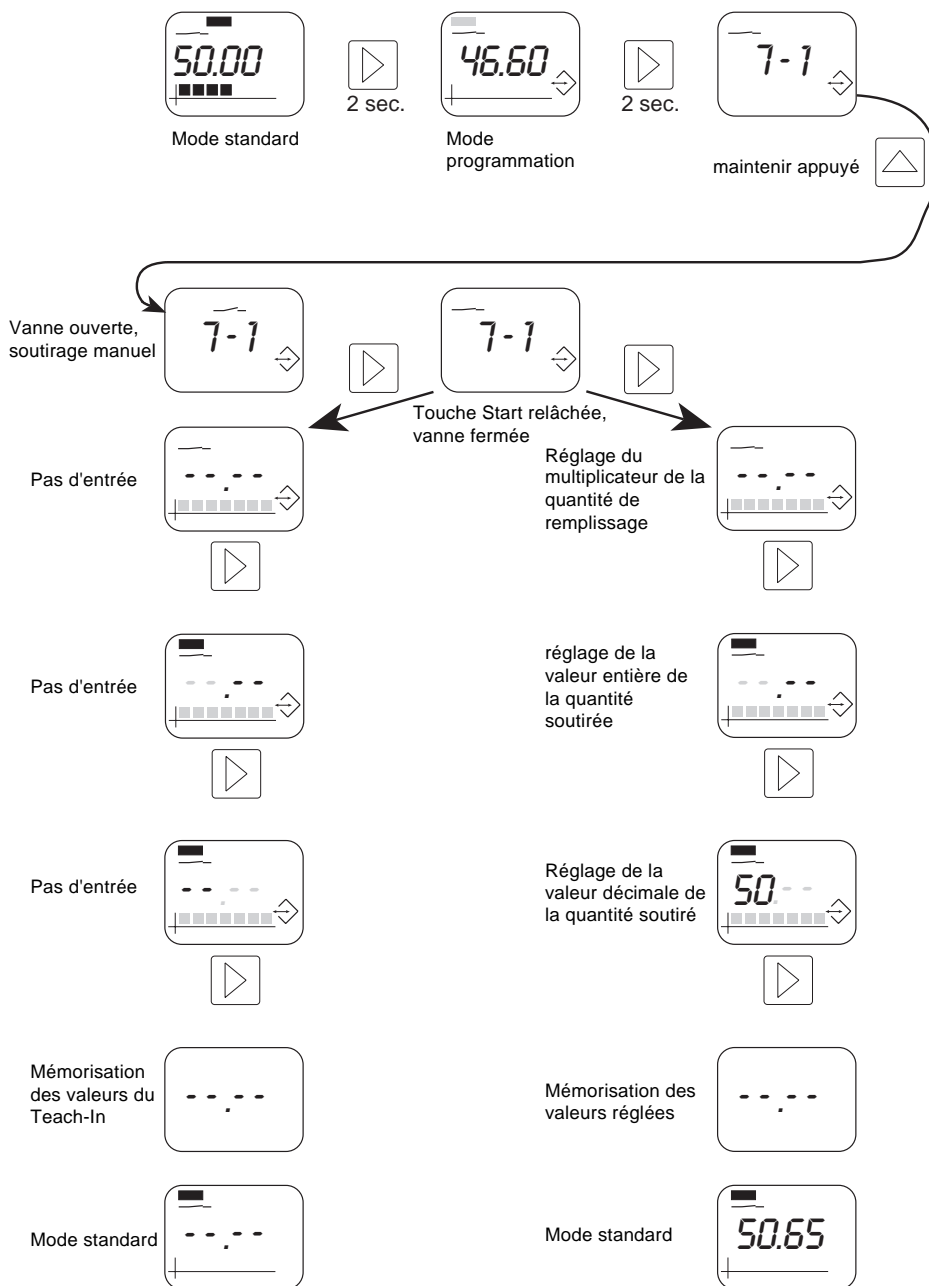 50.00
46.60
7-1
2 sec.
2 sec.
Mode standard
Mode
programmation
maintenir appuyé
Vanne ouverte,
soutirage manuel
7-1
7-1
Touche Start relâchée,
vanne fermée
Pas d'entrée
--.--
Réglage du
multiplicateur de la
quantité de
remplissage
--.--
Pas d'entrée
--.--
réglage de la
valeur entière de
la quantité
soutirée
--.--
Pas d'entrée
--.--
Réglage de la
valeur décimale de
la quantité soutiré
50.--
Mémorisation
des valeurs du
Teach-In
--.--
Mémorisation des
valeurs réglées
--.--
Mode standard
--.--
Mode standard
50.65